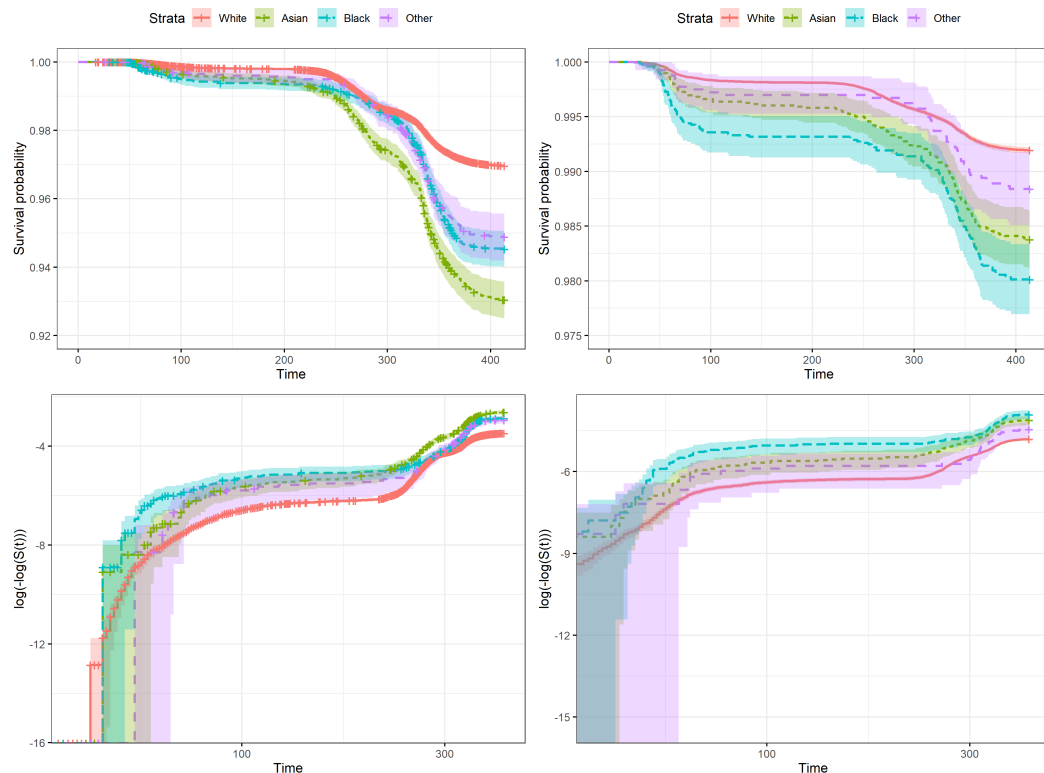 Strata White Asian Black Other
1.00
0.98
0.96
0.94
0.92
Survival probability
0 100 200 300 400
Time
Strata White Asian Black Other
1.000
0.995
0.990
0.985
0.980
0.975
Survival probability
0 100 200 300 400
Time
-4
-8
-12
-16
log(-log(S(t)))
100 300
Time
-6
-9
-12
-15
log(-log(S(t)))
100 300
Time